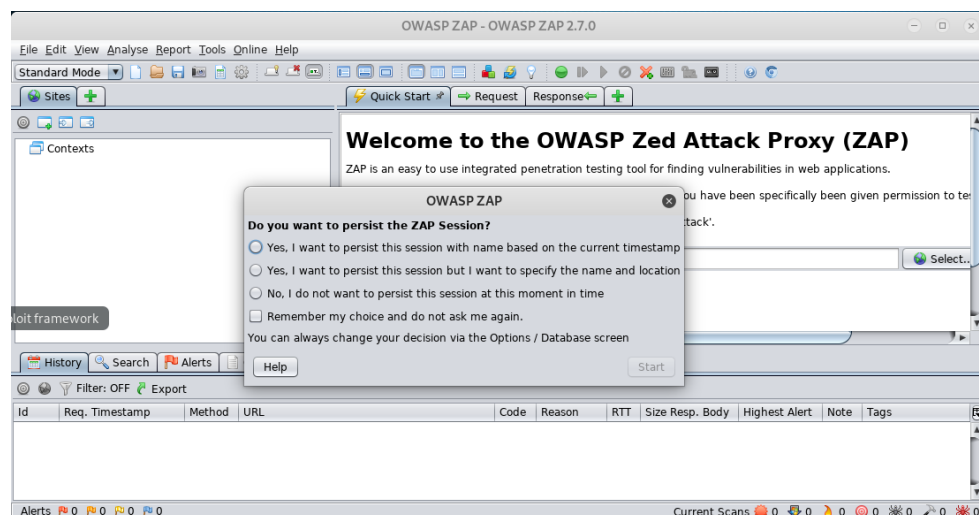 OWASP ZAP - OWASP ZAP 2.7.0
File Edit View Analyse Report Tools Online Help
Standard Mode
Sites
Quick Start
Request
Response
Contexts
Welcome to the OWASP Zed Attack Proxy (ZAP)
ZAP is an easy to use integrated penetration testing tool for finding vulnerabilities in web applications.
ou have been specifically been given permission to te
tack'.
Select...
OWASP ZAP
Do you want to persist the ZAP Session?
Yes, I want to persist this session with name based on the current timestamp
Yes, I want to persist this session but I want to specify the name and location
No, I do not want to persist this session at this moment in time
Remember my choice and do not ask me again.
You can always change your decision via the Options / Database screen
Help
Start
loit framework
History
Search
Alerts
Filter: OFF
Export
Id Req. Timestamp Method URL Code Reason RTT Size Resp. Body Highest Alert Note Tags
Alerts 0 0 0 0 Current Scans 0 0 0 0 0 0 0